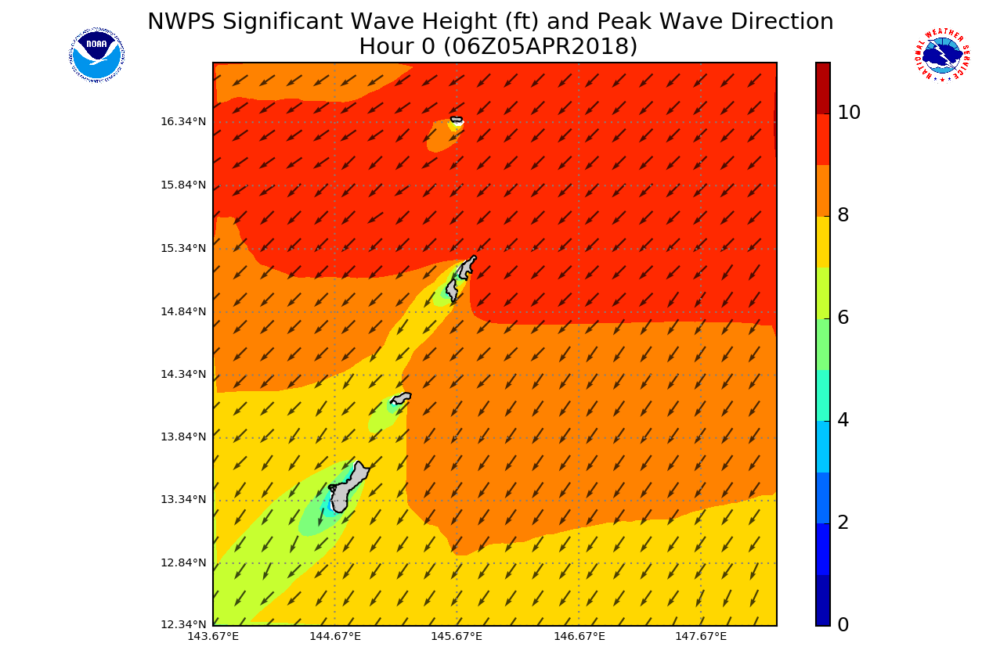 NWPS Significant Wave Height (ft) and Peak Wave Direction
Hour 0 (06Z05APR2018)
NOAA
NATIONAL WEATHER SERVICE
16.34°N
15.84°N
15.34°N
14.84°N
14.34°N
13.84°N
13.34°N
12.84°N
12.34°N
143.67°E 144.67°E 145.67°E 146.67°E 147.67°E
10
8
6
4
2
0